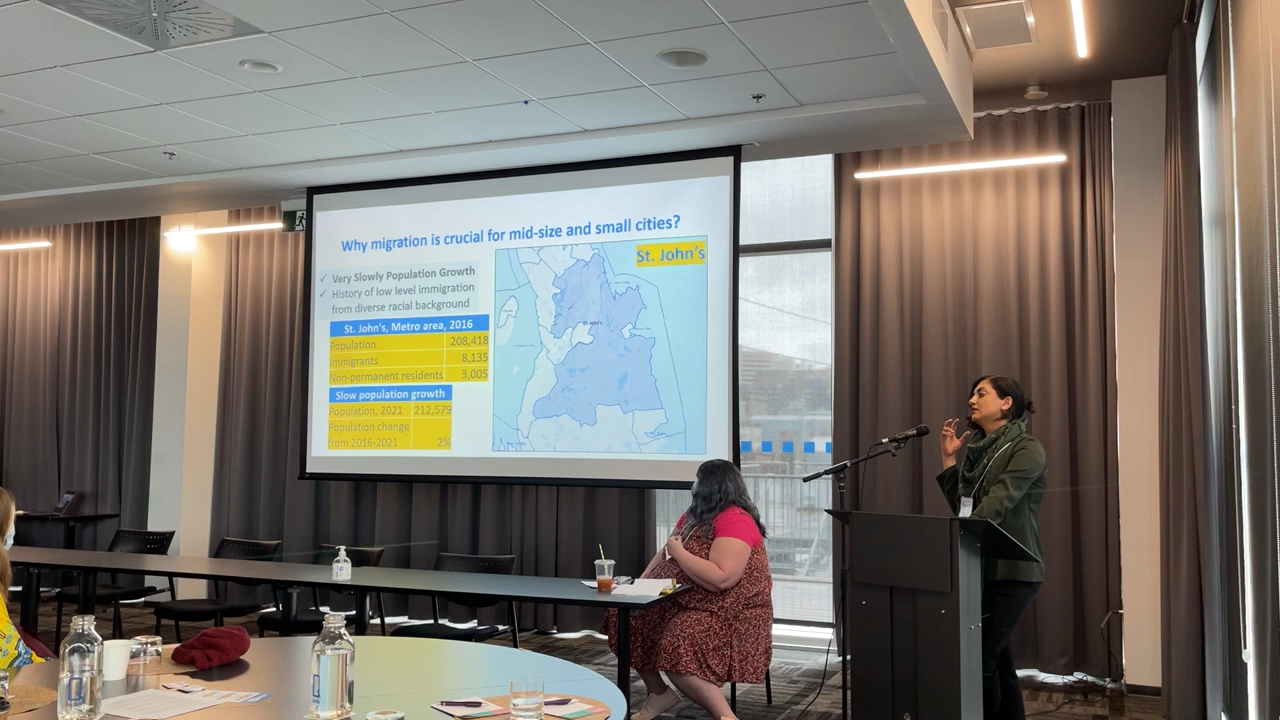 Why migration is crucial for mid-size and small cities?
St. John's
✓ Very Slowly Population Growth
✓ History of low level immigration
from diverse racial background
St. John's, Metro area, 2016
Population 208,418
Immigrants 8,135
Non-permanent residents 3,005
Slow population growth
Population, 2021 212,579
Population change
from 2016-2021 2%
St. John's